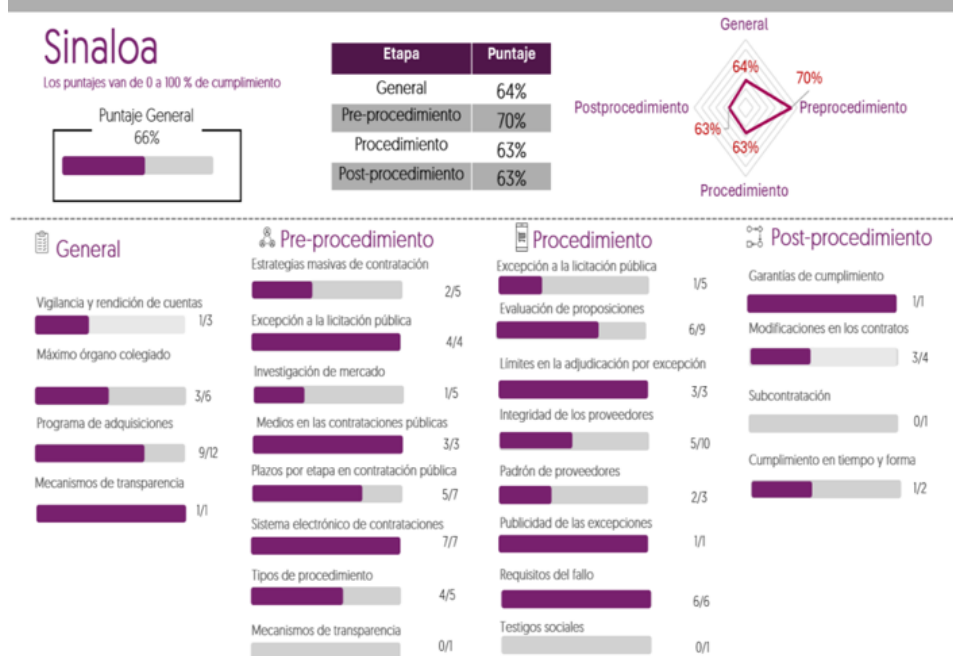 Sinaloa
Los puntajes van de 0 a 100 % de cumplimiento
Puntaje General
66%
Etapa Puntaje
General 64%
Pre-procedimiento 70%
Procedimiento 63%
Post-procedimiento 63%
General
64%
70%
Postprocedimiento
Preprocedimiento
63%
63%
Procedimiento
General
Vigilancia y rendición de cuentas
1/3
Máximo órgano colegiado
3/6
Programa de adquisiciones
9/12
Mecanismos de transparencia
1/1
Pre-procedimiento
Estrategias masivas de contratación
2/5
Excepción a la licitación pública
4/4
Investigación de mercado
1/5
Medios en las contrataciones públicas
3/3
Plazos por etapa en contratación pública
5/7
Sistema electrónico de contrataciones
7/7
Tipos de procedimiento
4/5
Mecanismos de transparencia
0/1
Procedimiento
Excepción a la licitación pública
1/5
Evaluación de proposiciones
6/9
Límites en la adjudicación por excepción
3/3
Integridad de los proveedores
5/10
Padrón de proveedores
2/3
Publicidad de las excepciones
1/1
Requisitos del fallo
6/6
Testigos sociales
0/1
Post-procedimiento
Garantías de cumplimiento
1/1
Modificaciones en los contratos
3/4
Subcontratación
0/1
Cumplimiento en tiempo y forma
1/2